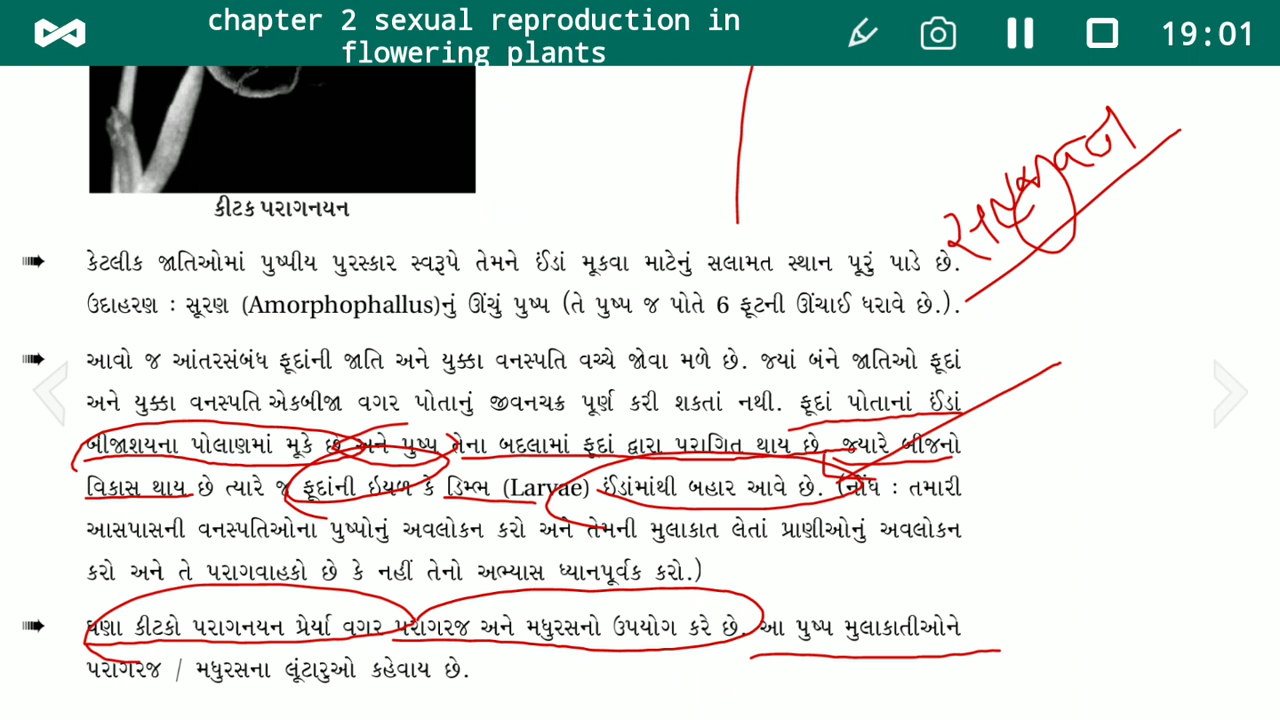 chapter 2 sexual reproduction in
flowering plants
19:01
કીટક પરાગનયન
કેટલીક જાતિઓમાં પુષ્પીય પુરસ્કાર સ્વરૂપે તેમને ઈંડાં મૂકવા માટેનું સલામત સ્થાન પૂરું પાડે છે.
ઉદાહરણ : સૂરણ (Amorphophallus)નું ઊંચું પુષ્પ (તે પુષ્પ જ પોતે 6 ફૂટની ઊંચાઈ ધરાવે છે.).
આવો જ આંતરસંબંધ ફૂદાંની જાતિ અને યુક્કા વનસ્પતિ વચ્ચે જોવા મળે છે. જ્યાં બંને જાતિઓ ફૂદાં
અને યુક્કા વનસ્પતિ એકબીજા વગર પોતાનું જીવનચક્ર પૂર્ણ કરી શકતાં નથી. ફૂદાં પોતાનાં ઈંડાં
બીજાશયના પોલાણમાં મૂકે છે અને પુષ્પ તેના બદલામાં ફૂદાં દ્વારા પરાગિત થાય છે. જ્યારે બીજનો
વિકાસ થાય છે ત્યારે જ ફૂદાંની ઇયળ કે ડિમ્ભ (Larvae) ઈંડાંમાંથી બહાર આવે છે. (નોંધ : તમારી
આસપાસની વનસ્પતિઓના પુષ્પોનું અવલોકન કરો અને તેમની મુલાકાત લેતાં પ્રાણીઓનું અવલોકન
કરો અને તે પરાગવાહકો છે કે નહીં તેનો અભ્યાસ ધ્યાનપૂર્વક કરો.)
ઘણા કીટકો પરાગનયન પ્રેર્યા વગર પરાગરજ અને મધુરસનો ઉપયોગ કરે છે. આ પુષ્પ મુલાકાતીઓને
પરાગરજ / મધુરસના લૂંટારુઓ કહેવાય છે.